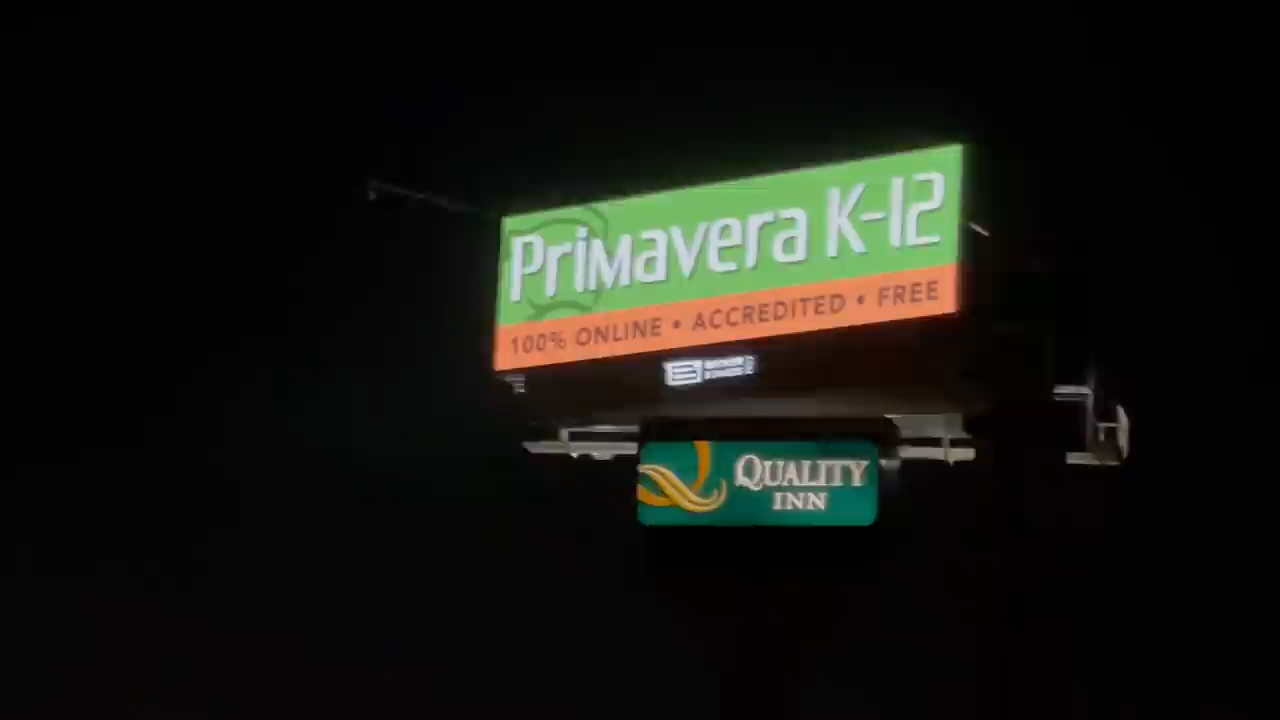 PriMavera K-12
100% ONLINE • ACCREDITED • FREE
QUALITY
INN